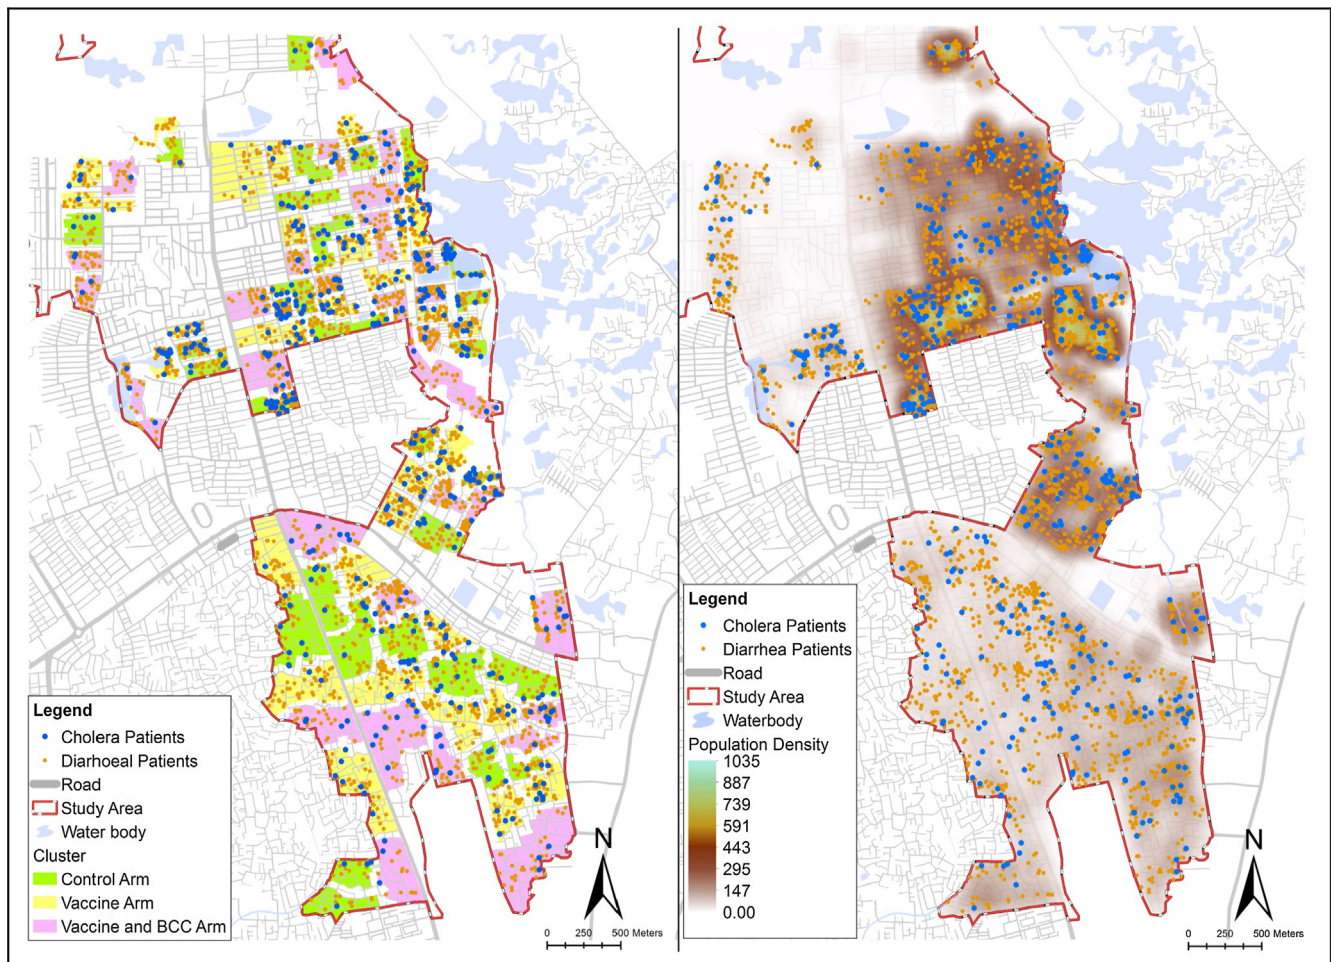 Legend
Cholera Patients
Diarhoeal Patients
Road
Study Area
Water body
Cluster
Control Arm
Vaccine Arm
Vaccine and BCC Arm
N
0 250 500 Meters
Legend
Cholera Patients
Diarrhea Patients
Road
Study Area
Waterbody
Population Density
1035
887
739
591
443
295
147
0.00
N
0 250 500 Meters